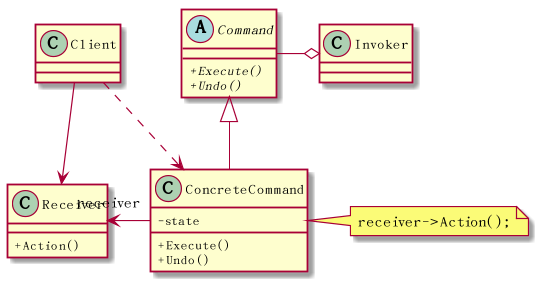 C Client
A Command
+Execute()
+Undo()
C Invoker
C Receiver
+Action()
receiver
C ConcreteCommand
-state
+Execute()
+Undo()
receiver->Action();